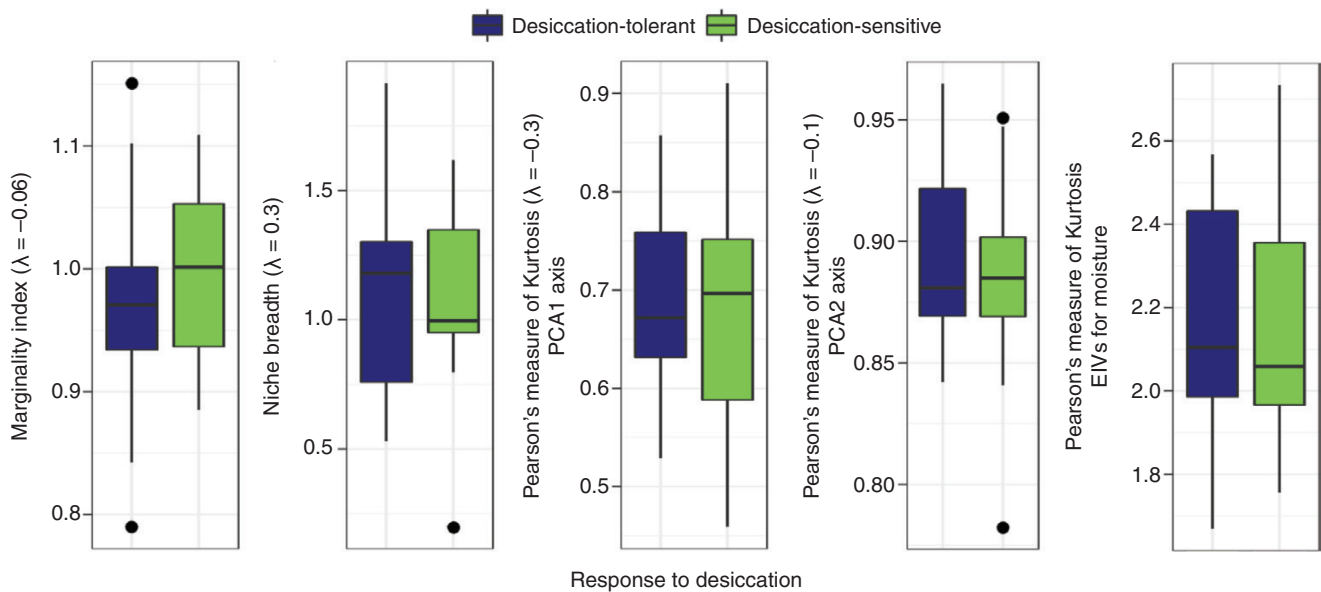 Desiccation-tolerant Desiccation-sensitive
Marginality index (λ = –0.06)
1.1
1.0
0.9
0.8
Niche breadth (λ = 0.3)
1.5
1.0
0.5
Pearson's measure of Kurtosis (λ = –0.3)
PCA1 axis
0.9
0.8
0.7
0.6
0.5
Pearson's measure of Kurtosis (λ = –0.1)
PCA2 axis
0.95
0.90
0.85
0.80
Pearson's measure of Kurtosis
EIVs for moisture
2.6
2.4
2.2
2.0
1.8
Response to desiccation